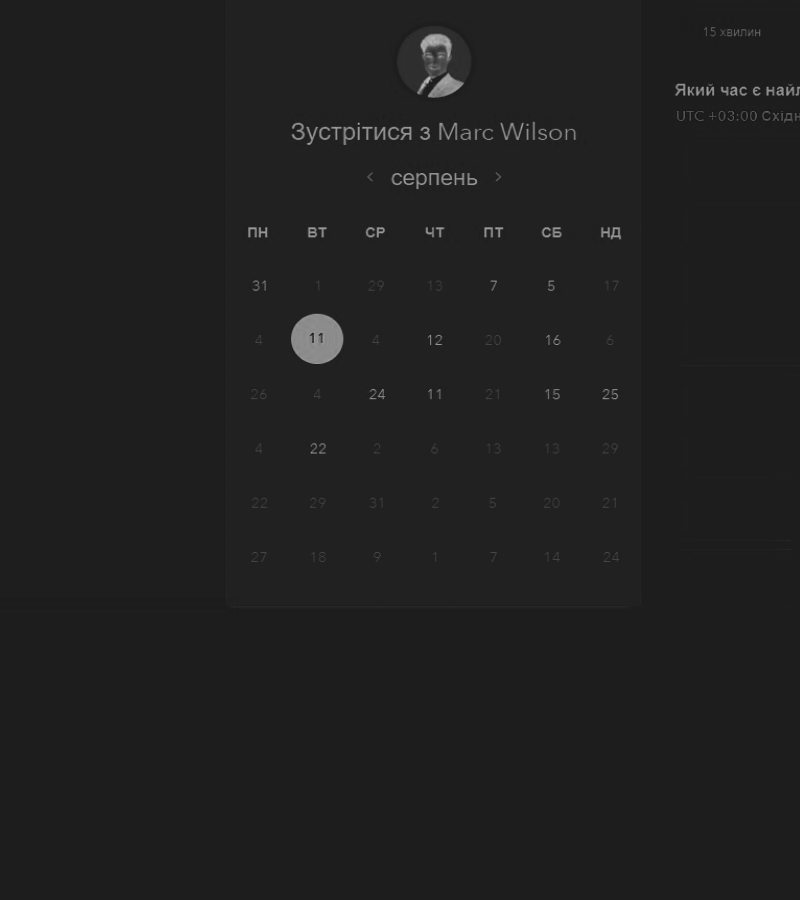 15 хвилин
Зустрітися з Marc Wilson
Який час є
UTC +03:00
серпень
ПН ВТ СР ЧТ ПТ СБ НД
31 1 29 13 7 5 17
4 11 4 12 20 16 6
26 4 24 11 21 15 25
4 22 2 6 13 13 29
22 29 31 2 5 20 21
27 18 9 1 7 14 24